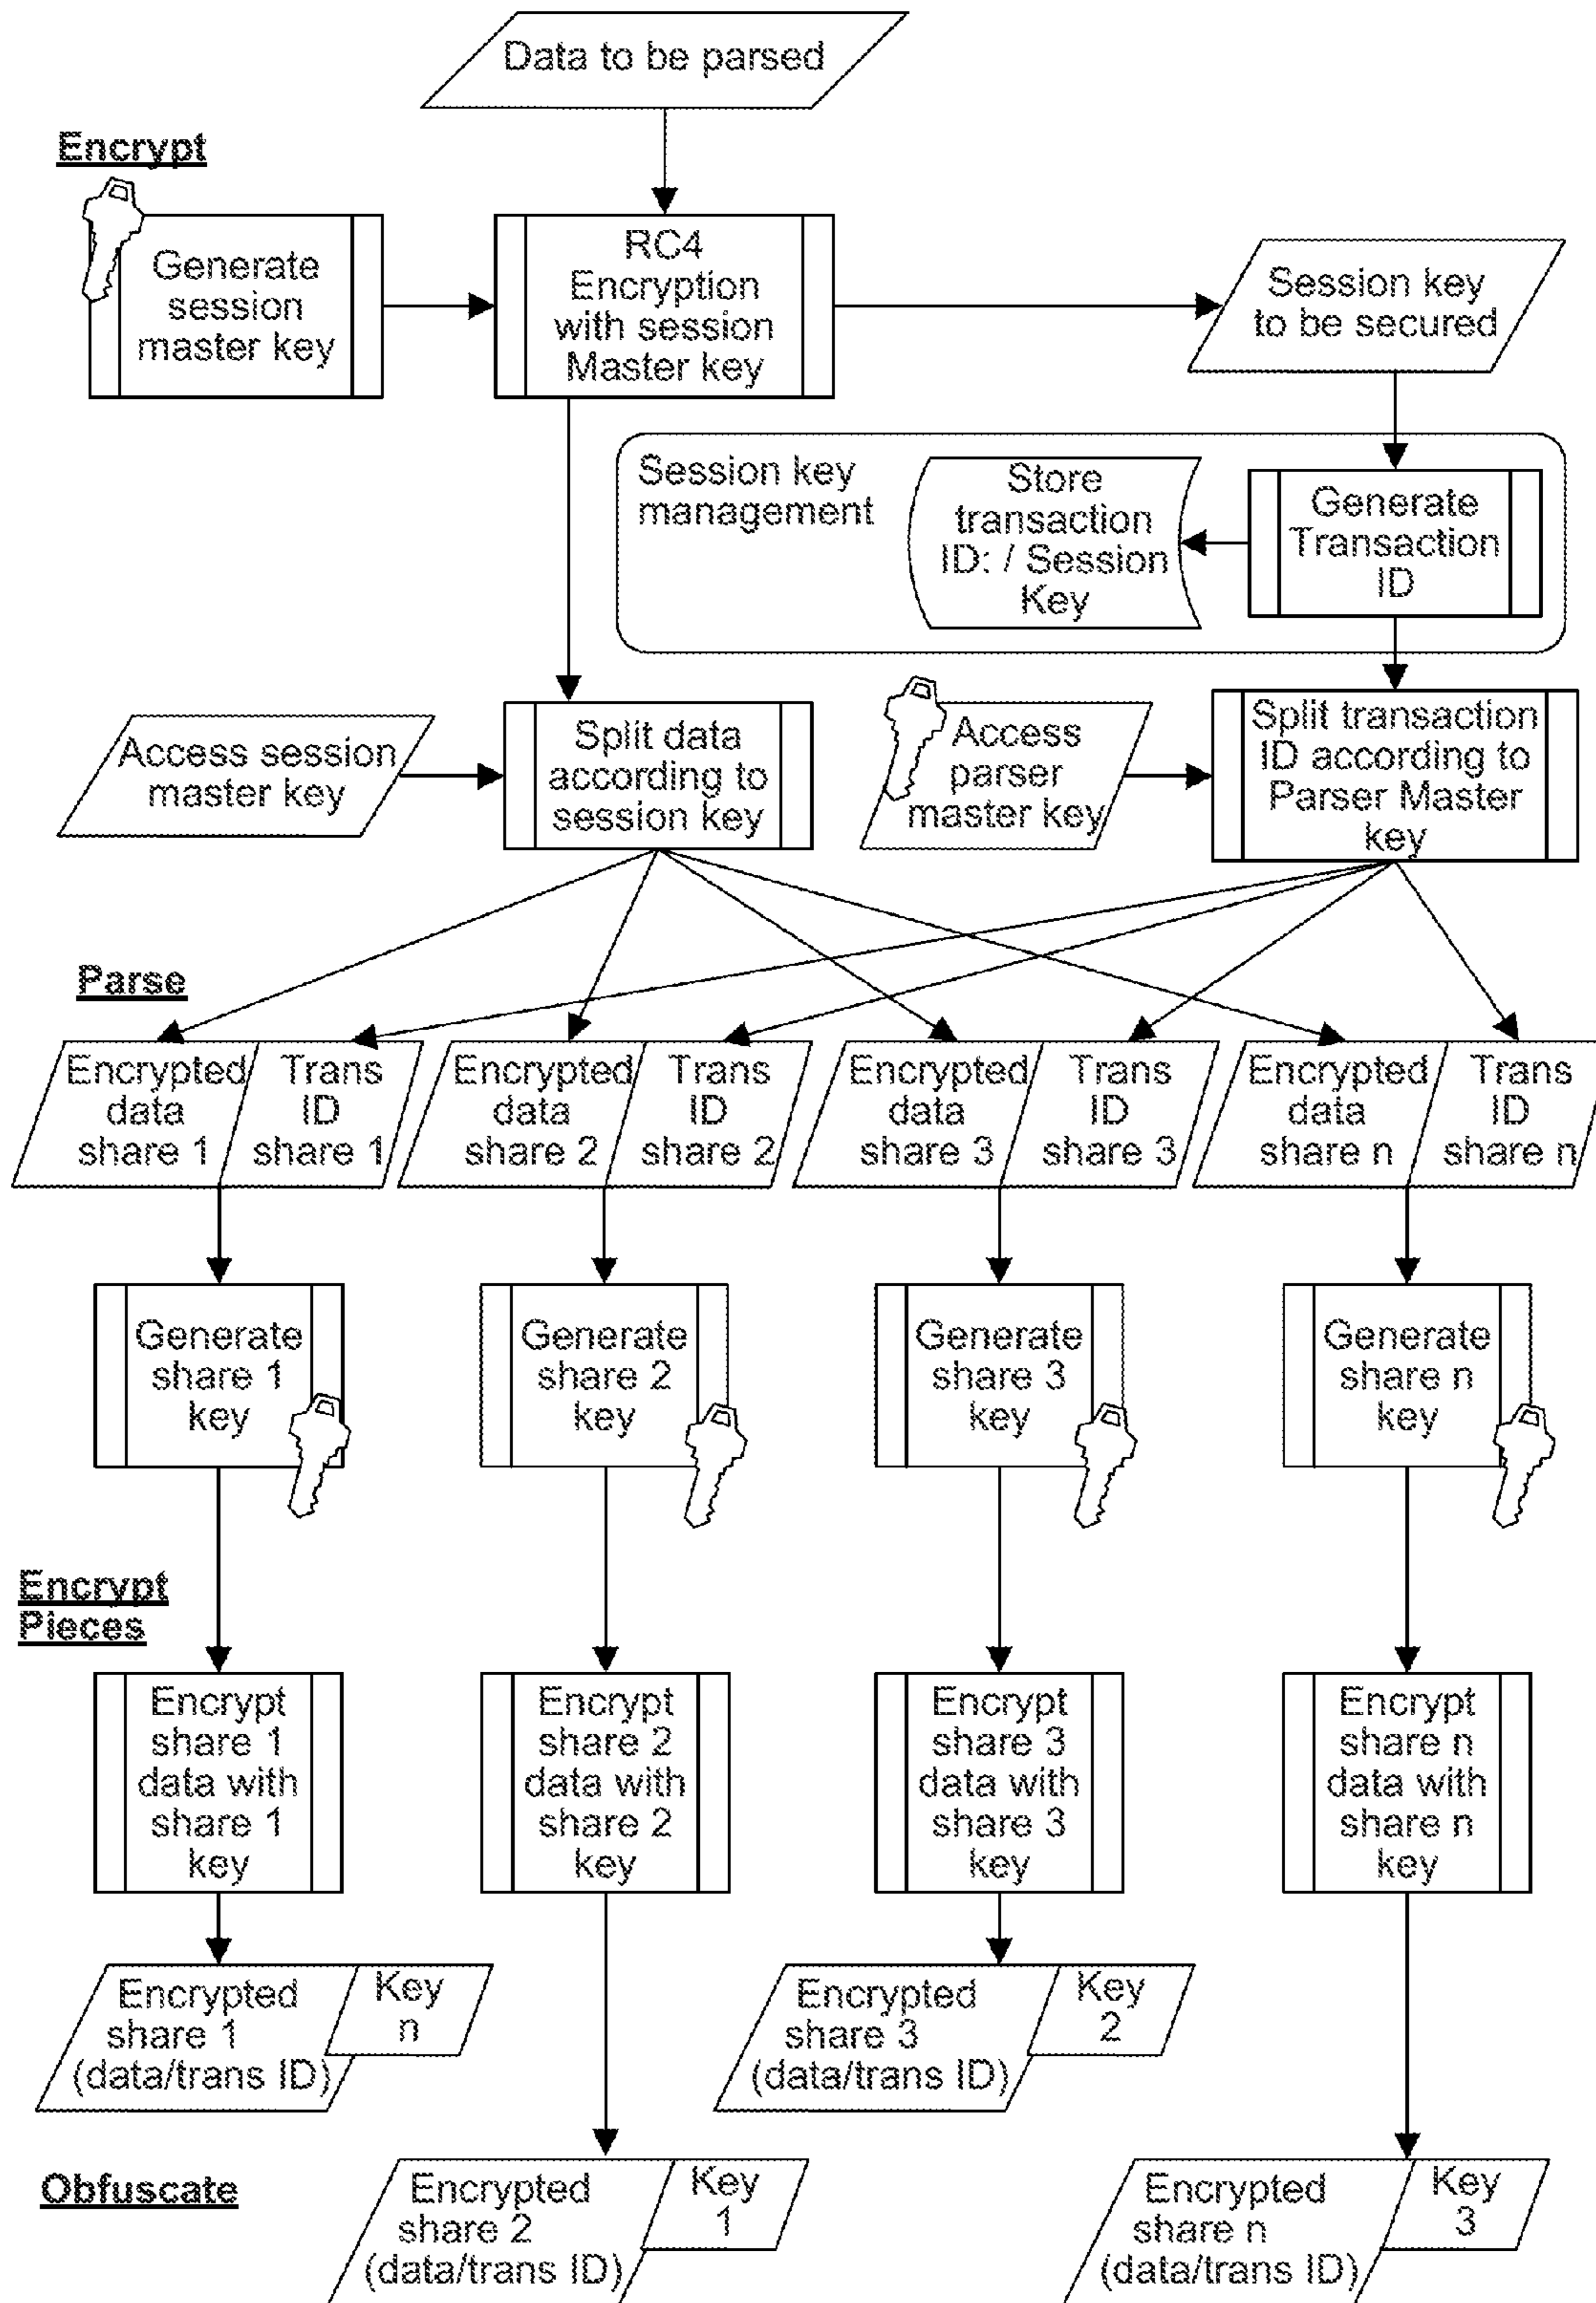 Data to be parsed
Encrypt
Generate
session
master key
RC4
Encryption
with session
Master key
Session key
to be secured
Session key
management
Store
transaction
ID: / Session
Key
Generate
Transaction
ID
Access session
master key
Split data
according to
session key
Access
parser
master key
Split transaction
ID according to
Parser Master
key
Parse
Encrypted
data
share 1
Trans
ID
share 1
Encrypted
data
share 2
Trans
ID
share 2
Encrypted
data
share 3
Trans
ID
share 3
Encrypted
data
share n
Trans
ID
share n
Generate
share 1
key
Generate
share 2
key
Generate
share 3
key
Generate
share n
key
Encrypt
Pieces
Encrypt
share 1
data with
share 1
key
Encrypt
share 2
data with
share 2
key
Encrypt
share 3
data with
share 3
key
Encrypt
share n
data with
share n
key
Encrypted
share 1
(data/trans ID)
Key
n
Encrypted
share 3
(data/trans ID)
Key
2
Obfuscate
Encrypted
share 2
(data/trans ID)
Key
1
Encrypted
share n
(data/trans ID)
Key
3